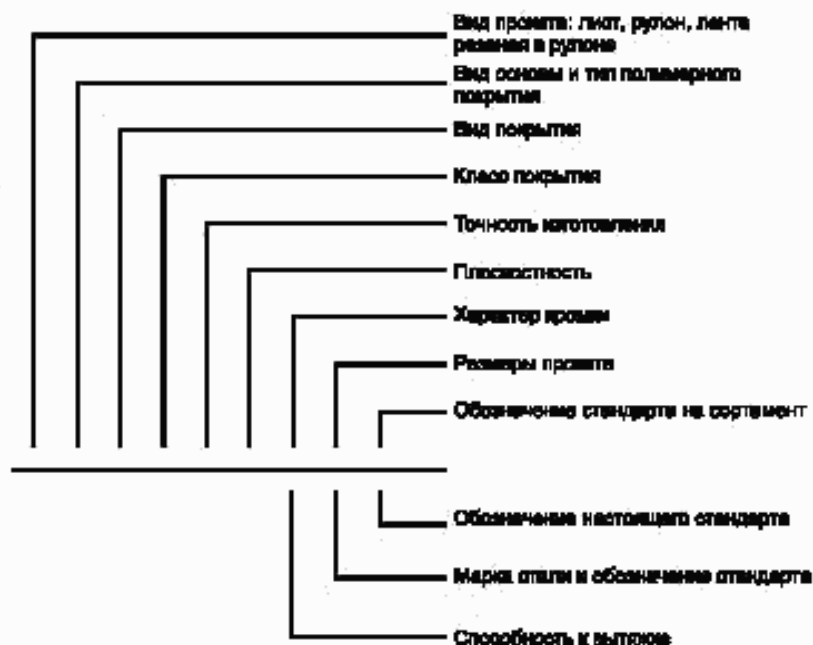 Вид проката: лист, рулон, лента
резаная в рулоне
Вид основы и тип полимерного
покрытия
Вид покрытия
Класс покрытия
Точность изготовления
Плоскостность
Характер кромки
Размеры проката
Обозначение стандарта на сортамент
Обозначение настоящего стандарта
Марка стали и обозначение стандарта
Способность к вытяжке